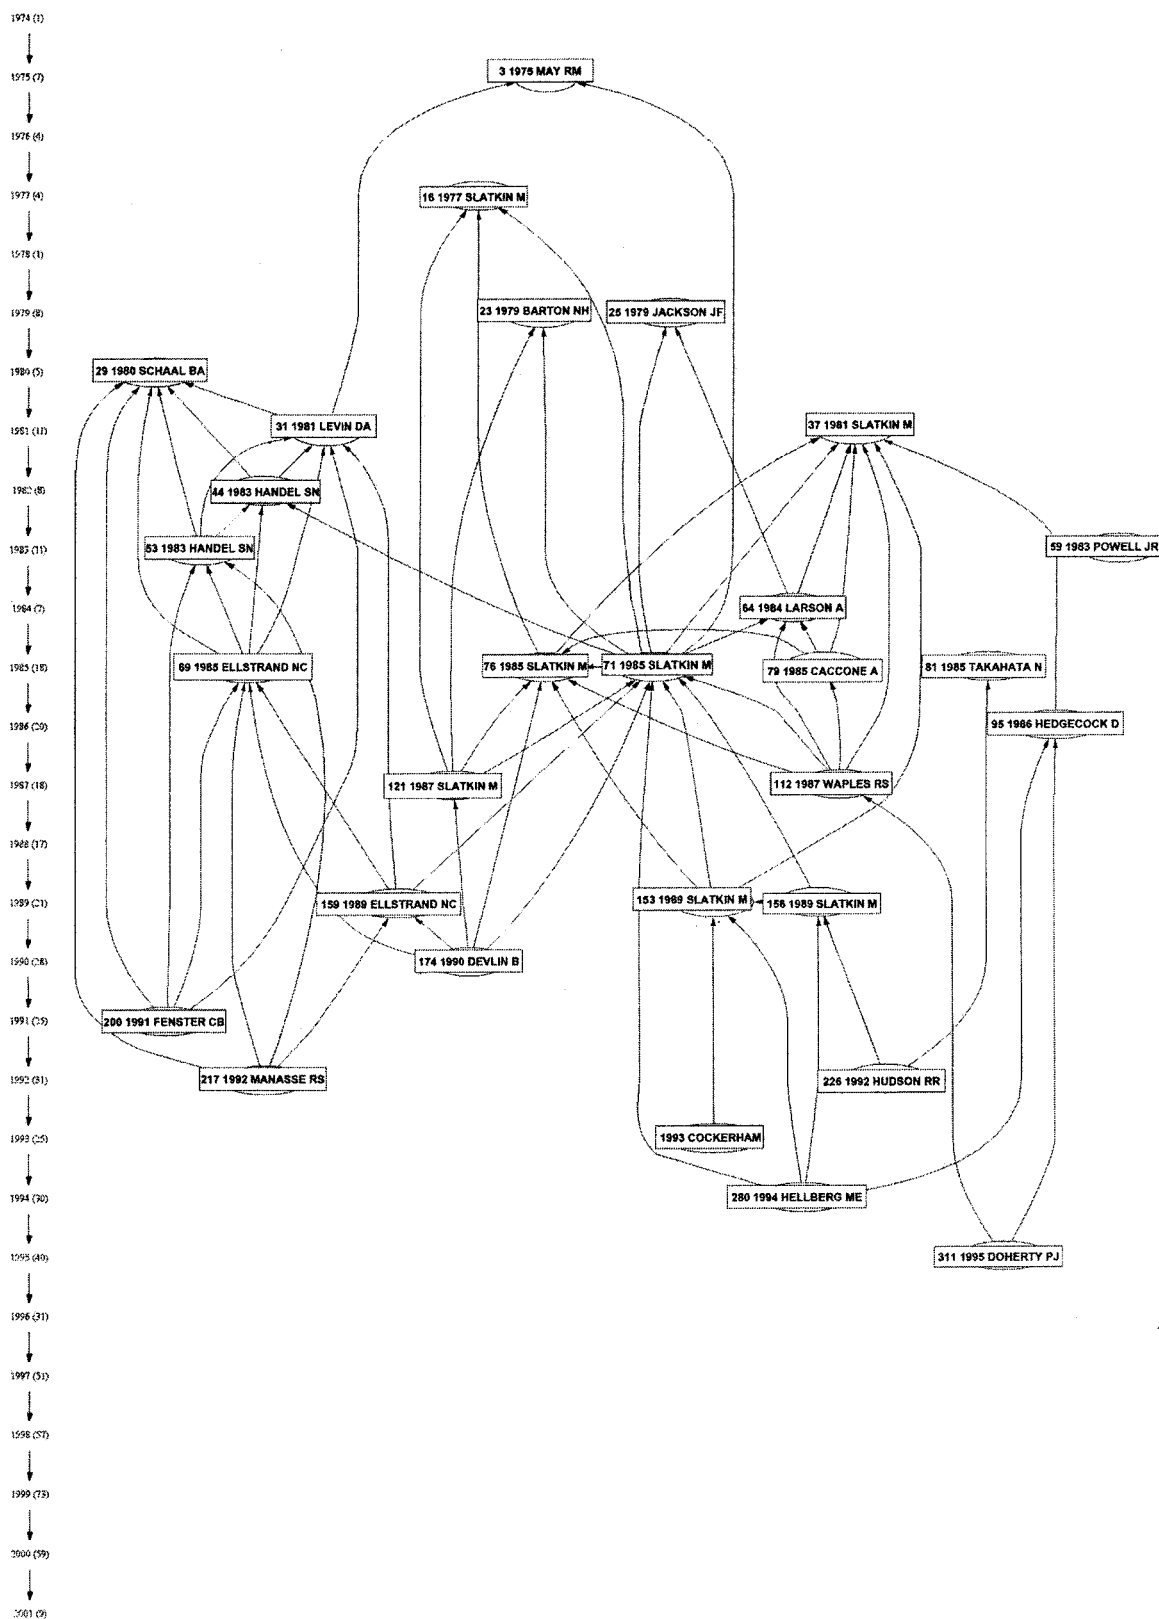 1974 (1)
1975 (7)
3 1975 MAY RM
1976 (4)
1977 (4)
16 1977 SLATKIN M
1978 (1)
1979 (8)
23 1979 BARTON NH
25 1979 JACKSON JF
1980 (5)
29 1980 SCHAAL BA
1981 (11)
31 1981 LEVIN DA
37 1981 SLATKIN M
1982 (8)
44 1983 HANDEL SN
1983 (11)
53 1983 HANDEL SN
59 1983 POWELL JR
1984 (7)
64 1984 LARSON A
1985 (18)
69 1985 ELLSTRAND NC
76 1985 SLATKIN M
71 1985 SLATKIN M
79 1985 CACCONE A
81 1985 TAKAHATA N
1986 (20)
95 1986 HEDGECOCK D
1987 (18)
121 1987 SLATKIN M
112 1987 WAPLES RS
1988 (17)
1989 (21)
159 1989 ELLSTRAND NC
153 1989 SLATKIN M
158 1989 SLATKIN M
1990 (28)
174 1990 DEVLIN B
1991 (25)
200 1991 FENSTER CB
1992 (31)
217 1992 MANASSE RS
226 1992 HUDSON RR
1993 (25)
1993 COCKERHAM
1994 (30)
280 1994 HELLBERG ME
1995 (40)
311 1995 DOHERTY PJ
1996 (31)
1997 (51)
1998 (57)
1999 (73)
2000 (59)
2001 (9)